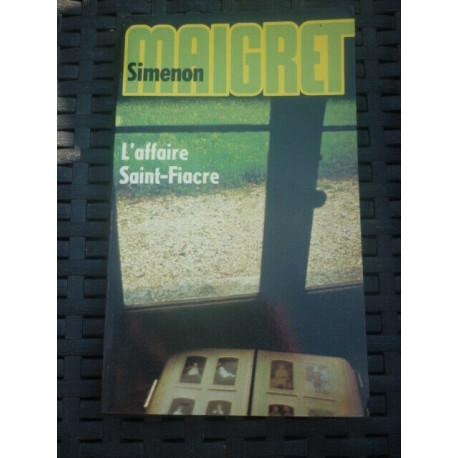 MAIGRET
Simenon
L'affaire
Saint-Fiacre